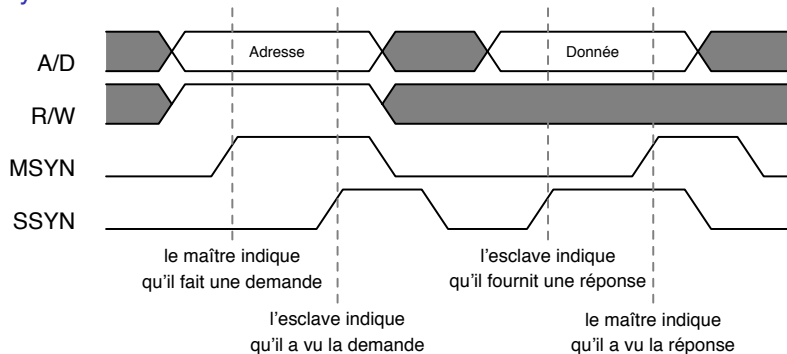 A/D
Adresse
Donnée
R/W
MSYN
SSYN
le maître indique
qu'il fait une demande
l'esclave indique
qu'il fournit une réponse
l'esclave indique
qu'il a vu la demande
le maître indique
qu'il a vu la réponse